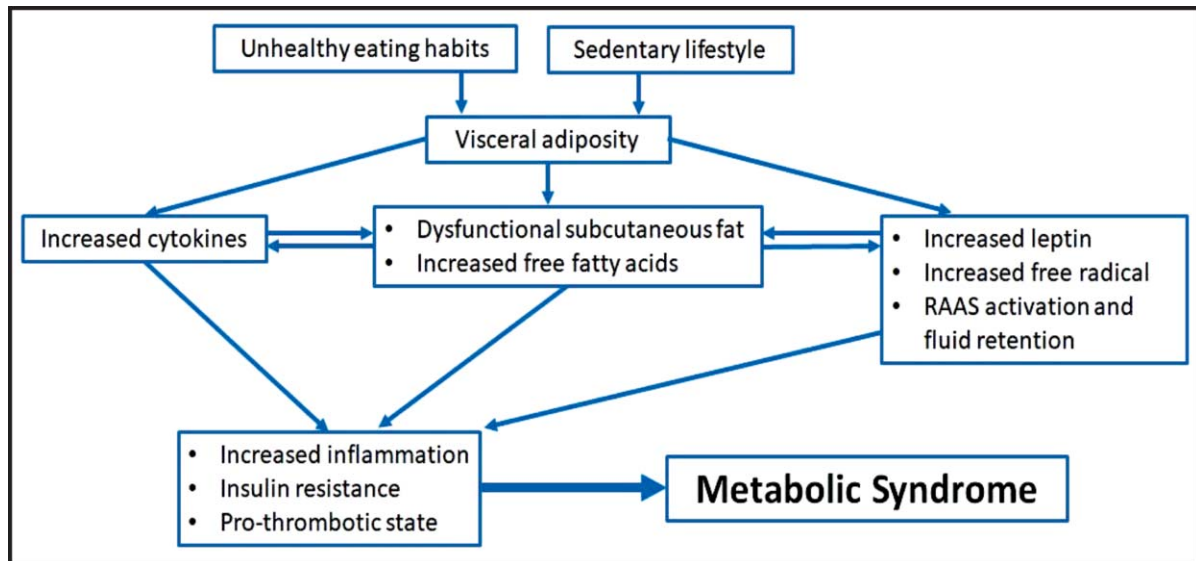 Unhealthy eating habits
Sedentary lifestyle
Visceral adiposity
Increased cytokines
• Dysfunctional subcutaneous fat
• Increased free fatty acids
• Increased leptin
• Increased free radical
• RAAS activation and
fluid retention
• Increased inflammation
• Insulin resistance
• Pro-thrombotic state
Metabolic Syndrome